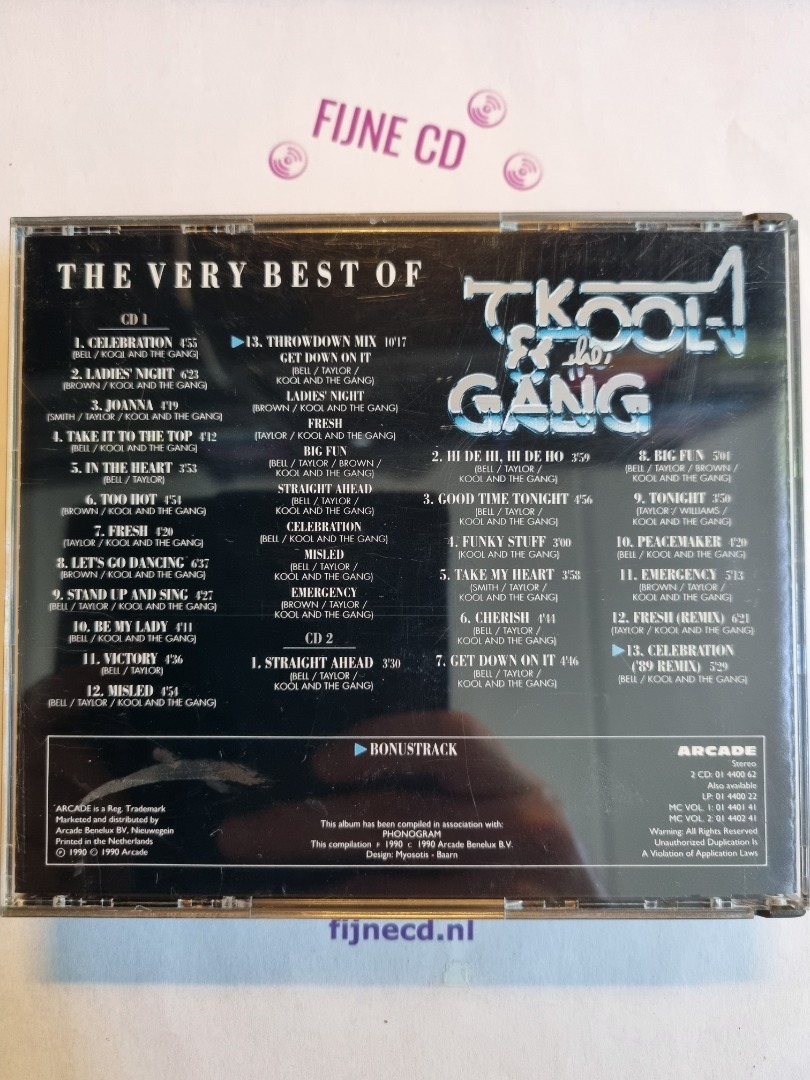 FIJNE CD
THE VERY BEST OF
KOOL
& the
GANG
CD 1
1. CELEBRATION 4'55
(BELL / KOOL AND THE GANG)
2. LADIES' NIGHT 6'23
(BROWN / KOOL AND THE GANG)
3. JOANNA 4'19
(SMITH / TAYLOR / KOOL AND THE GANG)
4. TAKE IT TO THE TOP 4'12
(BELL / KOOL AND THE GANG)
5. IN THE HEART 3'53
(BELL / TAYLOR)
6. TOO HOT 4'54
(BROWN / KOOL AND THE GANG)
7. FRESH 4'20
(TAYLOR / KOOL AND THE GANG)
8. LET'S GO DANCING 6'37
(BROWN / KOOL AND THE GANG)
9. STAND UP AND SING 4'27
(BELL / TAYLOR / KOOL AND THE GANG)
10. BE MY LADY 4'11
(BELL / KOOL AND THE GANG)
11. VICTORY 4'36
(BELL / TAYLOR / KOOL AND THE GANG)
12. MISLED 4'54
(BELL / TAYLOR / KOOL AND THE GANG)
13. THROWDOWN MIX 10'17
GET DOWN ON IT
(BELL / TAYLOR /
KOOL AND THE GANG)
LADIES' NIGHT
(BROWN / KOOL AND THE GANG)
FRESH
(TAYLOR / KOOL AND THE GANG)
BIG FUN
(BELL / TAYLOR / BROWN /
KOOL AND THE GANG)
STRAIGHT AHEAD
(BELL / TAYLOR /
KOOL AND THE GANG)
CELEBRATION
(BELL / KOOL AND THE GANG)
MISLED
(BELL / TAYLOR /
KOOL AND THE GANG)
EMERGENCY
(BROWN / TAYLOR /
KOOL AND THE GANG)
CD 2
1. STRAIGHT AHEAD 3'30
(BELL / TAYLOR /
KOOL AND THE GANG)
2. HI DE HI, HI DE HO 3'59
(BELL / TAYLOR /
KOOL AND THE GANG)
3. GOOD TIME TONIGHT 4'56
(BELL / TAYLOR /
KOOL AND THE GANG)
4. FUNKY STUFF 3'00
(KOOL AND THE GANG)
5. TAKE MY HEART 3'58
(SMITH / TAYLOR /
KOOL AND THE GANG)
6. CHERISH 4'44
(BELL / TAYLOR /
KOOL AND THE GANG)
7. GET DOWN ON IT 4'46
(BELL / TAYLOR /
KOOL AND THE GANG)
8. BIG FUN 5'01
(BELL / TAYLOR / BROWN /
KOOL AND THE GANG)
9. TONIGHT 3'50
(TAYLOR / WILLIAMS /
KOOL AND THE GANG)
10. PEACEMAKER 4'20
(BELL / KOOL AND THE GANG)
11. EMERGENCY 5'13
(BROWN / TAYLOR /
KOOL AND THE GANG)
12. FRESH (REMIX) 6'21
(TAYLOR / KOOL AND THE GANG)
13. CELEBRATION
('89 REMIX) 5'29
(BELL / KOOL AND THE GANG)
BONUSTRACK
ARCADE is a Reg. Trademark
Marketed and distributed by
Arcade Benelux BV, Nieuwegein
Printed in the Netherlands
℗ 1990 © 1990 Arcade
This album has been compiled in association with:
PHONOGRAM
This compilation P 1990 C 1990 Arcade Benelux B.V.
Design: Myosotis - Baarn
ARCADE
Stereo
2 CD: 01 4400 62
Also available
LP: 01 4400 22
MC VOL. 1: 01 4401 41
MC VOL. 2: 01 4402 41
Warning: All Rights Reserved
Unauthorized Duplication Is
A Violation of Application Laws
fijnecd.nl